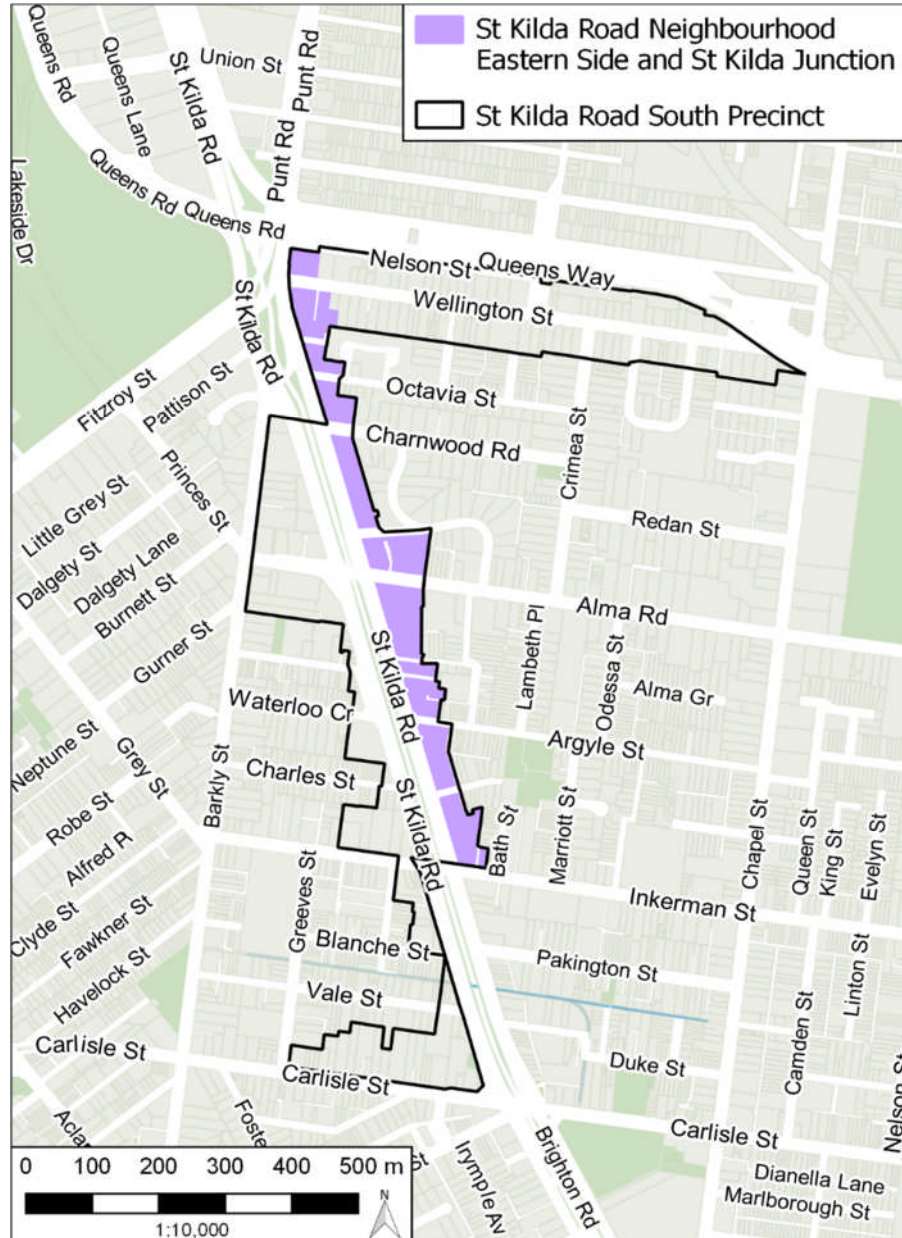 St Kilda Road Neighbourhood
Eastern Side and St Kilda Junction
St Kilda Road South Precinct
Queens Rd
Queens Lane
St Kilda Rd
Union St
Punt Rd
Punt Rd
Queens Rd
Queens Rd
Lakeside Dr
Nelson St
Queens Way
Wellington St
St Kilda Rd
Fitzroy St
Pattison St
Octavia St
Charnwood Rd
Crimea St
Princes St
Little Grey St
Dalgety St
Dalgety Lane
Burnett St
Gurner St
Redan St
Alma Rd
Lambeth Pl
Odessa St
Alma Gr
St Kilda Rd
Waterloo Cr
Argyle St
Neptune St
Grey St
Barkly St
Charles St
St Kilda Rd
Robe St
Alfred R
Clyde St
Fawkner St
Havelock St
Greeves St
Bath St
Marriott St
Chapel St
Queen St
King St
Evelyn St
Inkerman St
Blanche St
Pakington St
Linton St
Vale St
Camden St
Carlisle St
Carlisle St
Duke St
Nelson St
Carlisle St
Acla
Foste
St
Irymple Av
Brighton Rd
Dianella Lane
Marlborough St
0 100 200 300 400 500 m
N
1:10,000